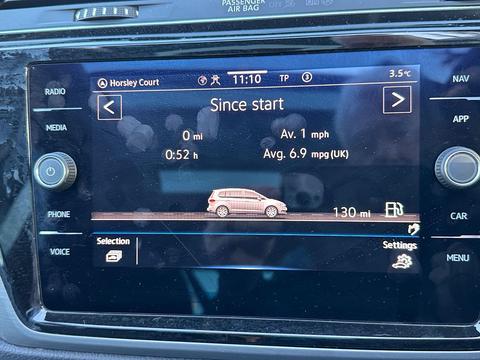 PASSENGER
AIR BAG
Horsley Court 11:10 TP 3 3.5°C
RADIO
MEDIA
PHONE
VOICE
NAV
APP
CAR
MENU
< Since start >
0 mi Av. 1 mph
0:52 h Avg. 6.9 mpg (UK)
130 mi
Selection Settings